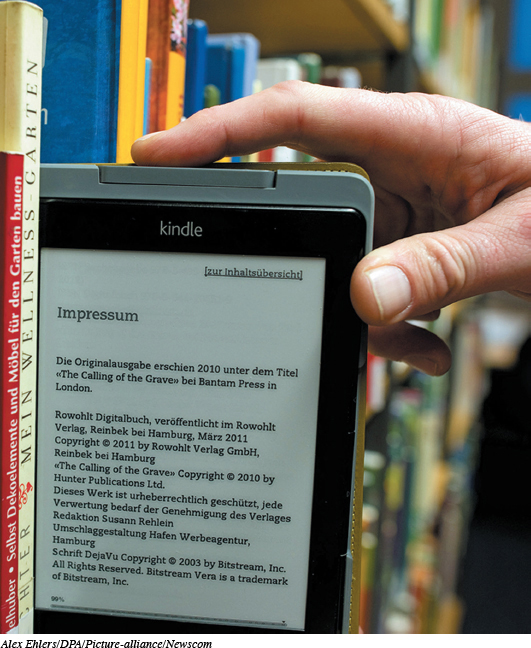 elhuber • Selbst Dekoelemente und Möbel für den Garten bauen
MEIN WELLNESS-GARTEN
kindle
[zur Inhaltsübersicht]
Impressum
Die Originalausgabe erschien 2010 unter dem Titel
«The Calling of the Grave» bei Bantam Press in
London.
Rowohlt Digitalbuch, veröffentlicht im Rowohlt
Verlag, Reinbek bei Hamburg, März 2011
Copyright © 2011 by Rowohlt Verlag GmbH,
Reinbek bei Hamburg
«The Calling of the Grave» Copyright © 2010 by
Hunter Publications Ltd.
Dieses Werk ist urheberrechtlich geschützt, jede
Verwertung bedarf der Genehmigung des Verlages
Redaktion Susann Rehlein
Umschlaggestaltung Hafen Werbeagentur,
Hamburg
Schrift DejaVu Copyright © 2003 by Bitstream, Inc.
All Rights Reserved. Bitstream Vera is a trademark
of Bitstream, Inc.
99%
Alex Ehlers/DPA/Picture-alliance/Newscom